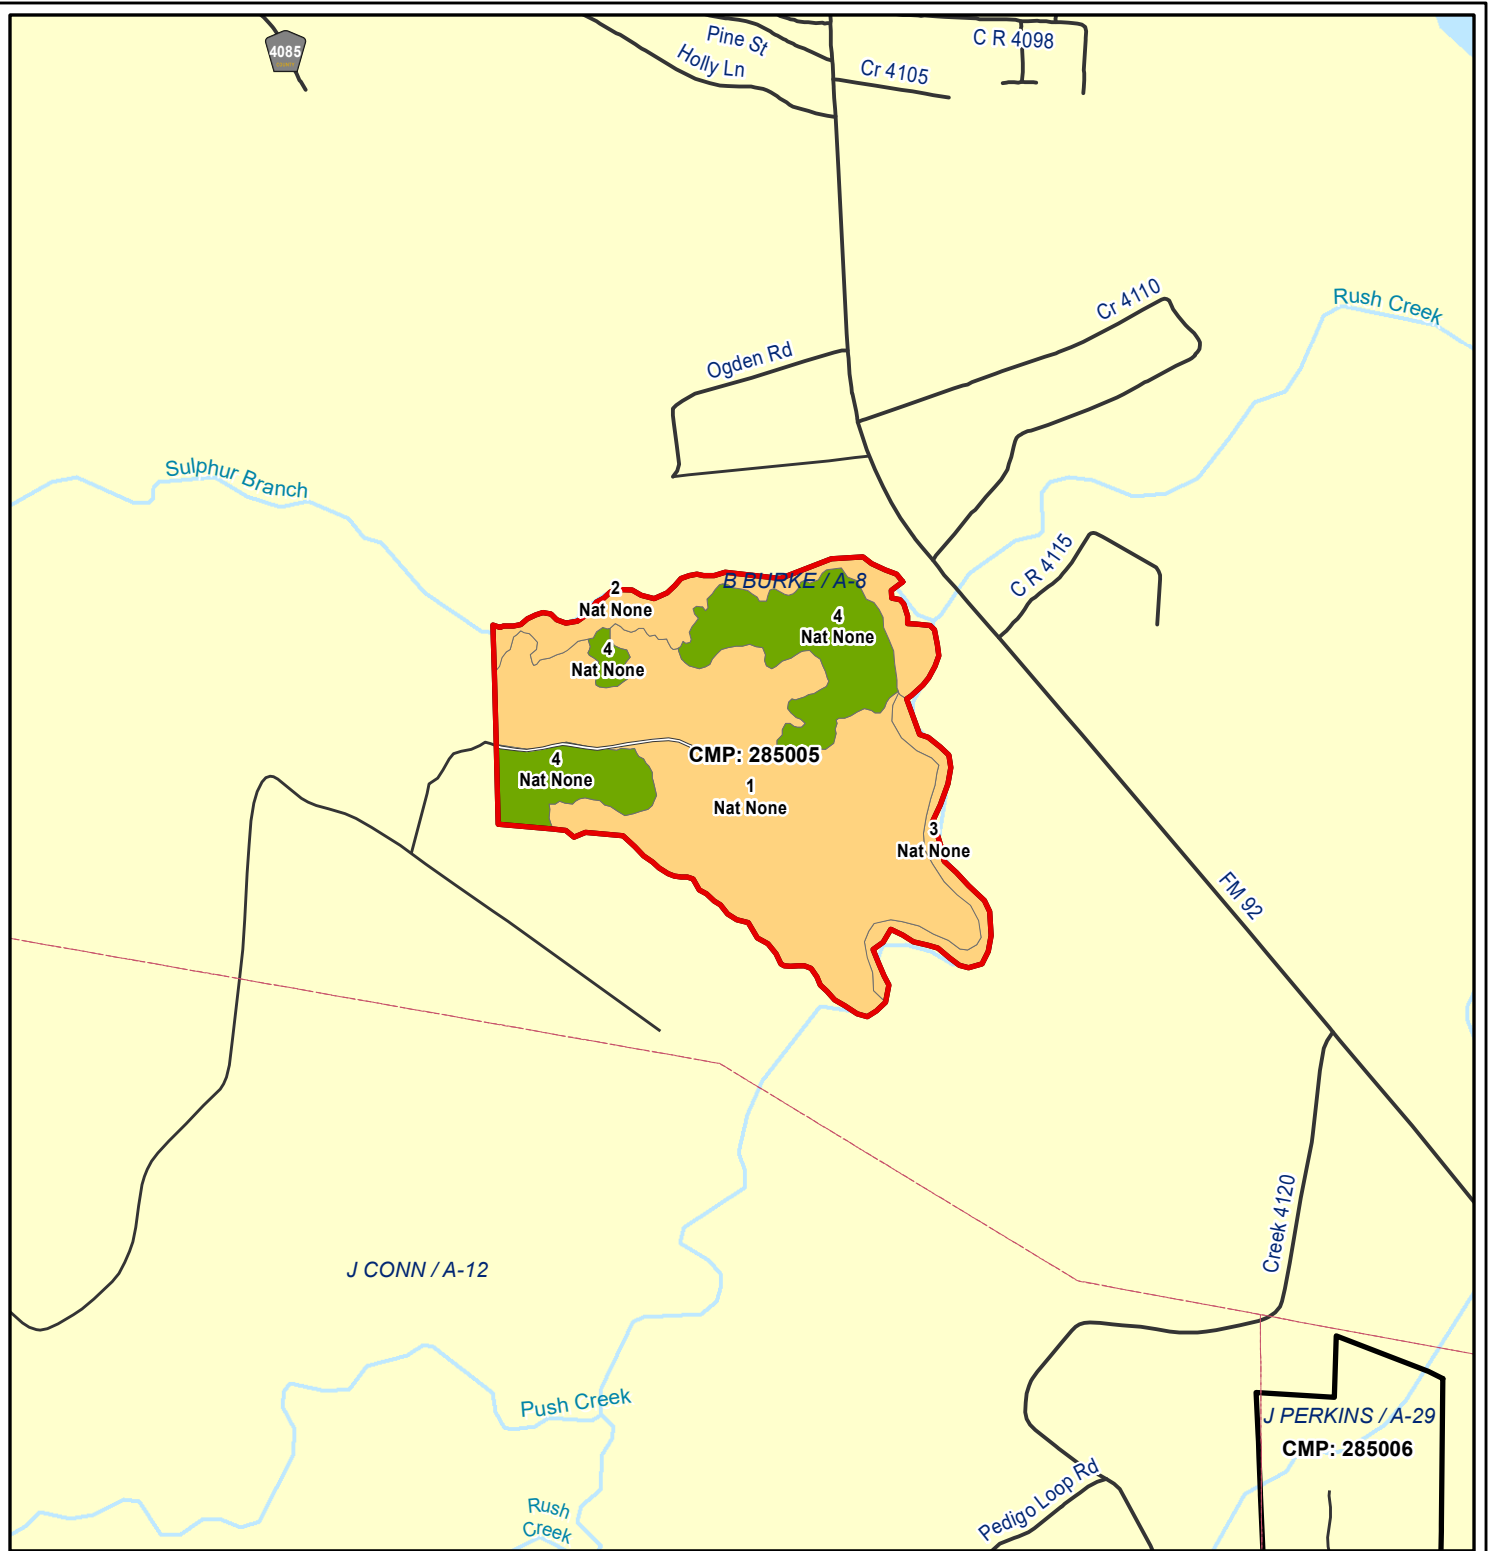 4085
COUNTY
Pine St
Holly Ln
C R 4098
Cr 4105
Cr 4110
Rush Creek
Ogden Rd
Sulphur Branch
C R 4115
B BURKE / A-8
2
Nat None
4
Nat None
4
Nat None
CMP: 285005
4
Nat None
1
Nat None
3
Nat None
FM 92
Creek 4120
J CONN / A-12
Push Creek
J PERKINS / A-29
CMP: 285006
Pedigo Loop Rd
Rush
Creek